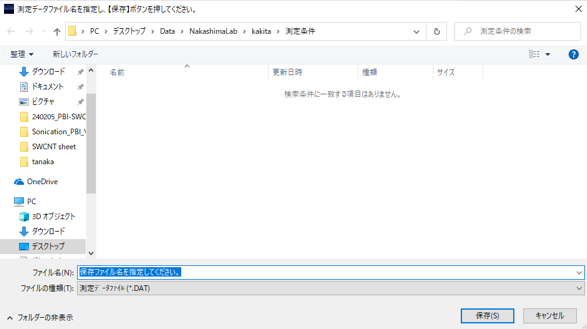 測定データファイル名を指定し、【保存】ボタンを押してください。
PC > デスクトップ > Data > NakashimaLab > kakita > 測定条件
測定条件の検索
整理 新しいフォルダー
名前 更新日時 種類 サイズ
検索条件に一致する項目はありません。
ダウンロード
ドキュメント
ピクチャ
240205_PBI-SWC
Sonication_PBI_V
SWCNT sheet
tanaka
OneDrive
PC
3D オブジェクト
ダウンロード
デスクトップ
ファイル名(N): 保存ファイル名を指定してください。
ファイルの種類(T): 測定データファイル (*.DAT)
フォルダーの非表示
保存(S) キャンセル